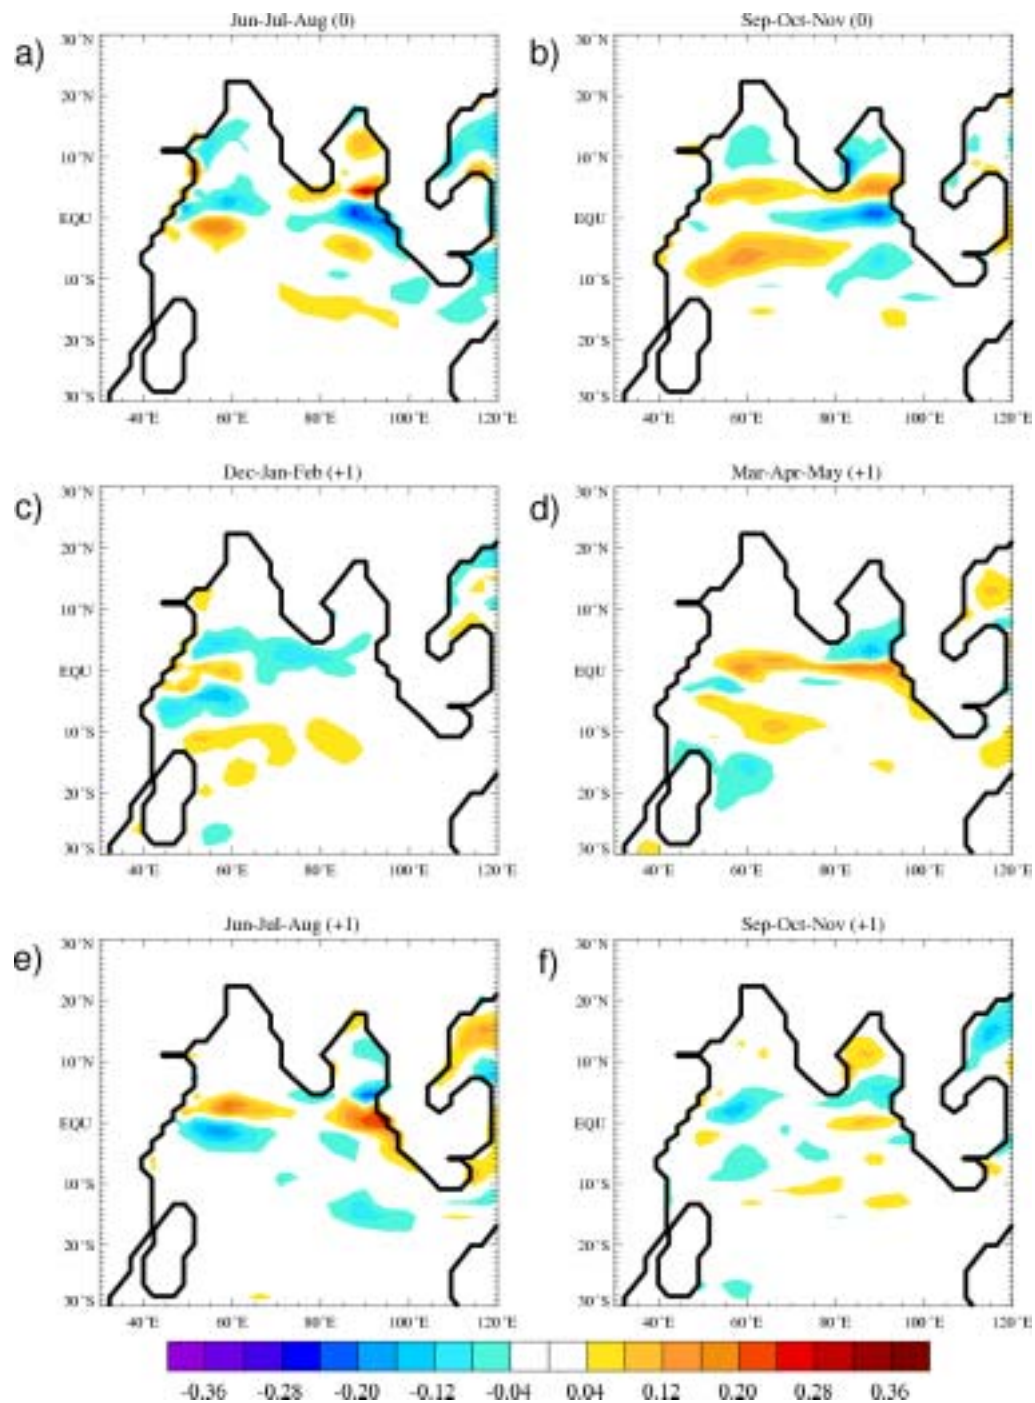 Jun-Jul-Aug (0)
Sep-Oct-Nov (0)
a)
b)
30°N
30°N
20°N
20°N
10°N
10°N
EQU
EQU
10°S
10°S
20°S
20°S
30°S
30°S
40°E 60°E 80°E 100°E 120°E
40°E 60°E 80°E 100°E 120°E
Dec-Jan-Feb (+1)
Mar-Apr-May (+1)
c)
d)
30°N
30°N
20°N
20°N
10°N
10°N
EQU
EQU
10°S
10°S
20°S
20°S
30°S
30°S
40°E 60°E 80°E 100°E 120°E
40°E 60°E 80°E 100°E 120°E
Jun-Jul-Aug (+1)
Sep-Oct-Nov (+1)
e)
f)
30°N
30°N
20°N
20°N
10°N
10°N
EQU
EQU
10°S
10°S
20°S
20°S
30°S
30°S
40°E 60°E 80°E 100°E 120°E
40°E 60°E 80°E 100°E 120°E
-0.36 -0.28 -0.20 -0.12 -0.04 0.04 0.12 0.20 0.28 0.36